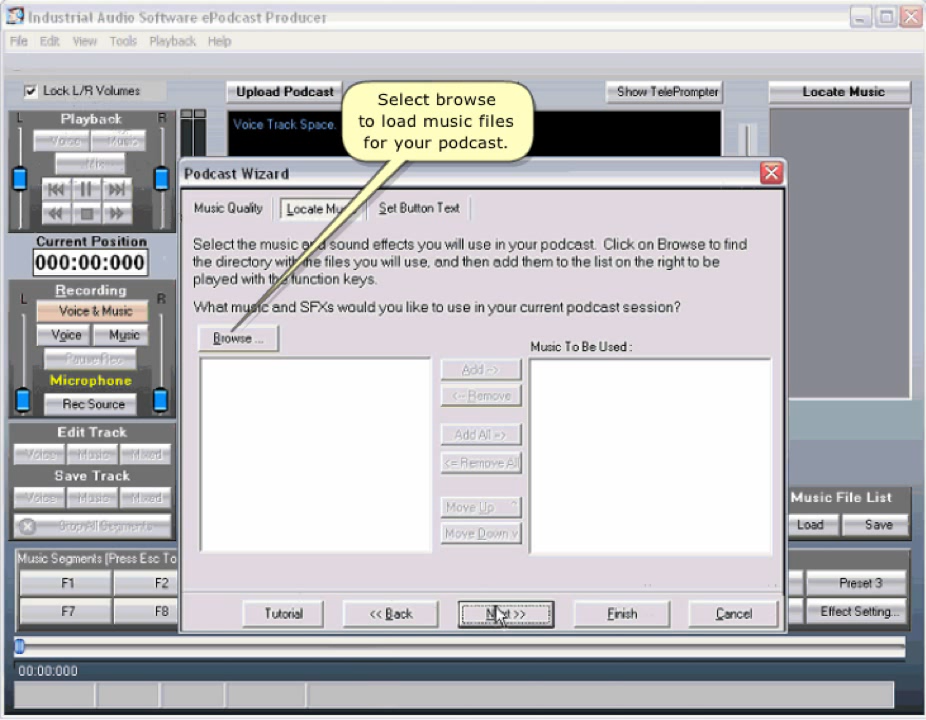 Industrial Audio Software ePodcast Producer
File Edit View Tools Playback Help
Lock L/R Volumes
Upload Podcast
Show TelePrompter
Locate Music
Select browse
to load music files
for your podcast.
L Playback R
Voice Music
Mix
Voice Track Space.
Current Position
000:00:000
L Recording R
Voice & Music
Voice Music
Pause Rec
Microphone
Rec Source
Edit Track
Voice Music Mixed
Save Track
Voice Music Mixed
Stop All Segments
Music Segments (Press Esc To
F1 F2
F7 F8
Podcast Wizard
Music Quality Locate Mu Set Button Text
Select the music and sound effects you will use in your podcast. Click on Browse to find
the directory with the files you will use, and then add them to the list on the right to be
played with the function keys.
What music and SFXs would you like to use in your current podcast session?
Browse ...
Music To Be Used :
Add ->
<- Remove
Add All =>
<= Remove All
Move Up ^
Move Down v
Tutorial << Back >> Finish Cancel
Music File List
Load Save
Preset 3
Effect Setting...
00:00:000